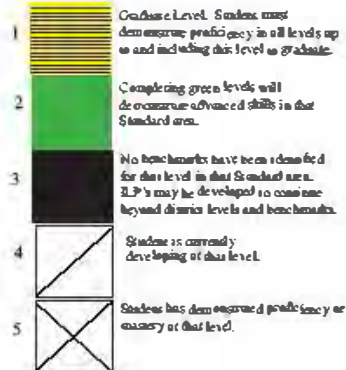 1
Graduate Level. Student must
demonstrate proficiency in all levels up
to and including this level to graduate.
2
Completing green levels will
demonstrate advanced skills in that
Standard area.
3
No benchmarks have been identified
for that level in that Standard area.
ILP's may be developed to continue
beyond district levels and benchmarks.
4
Student is currently
developing at that level.
5
Student has demonstrated proficiency or
mastery at that level.